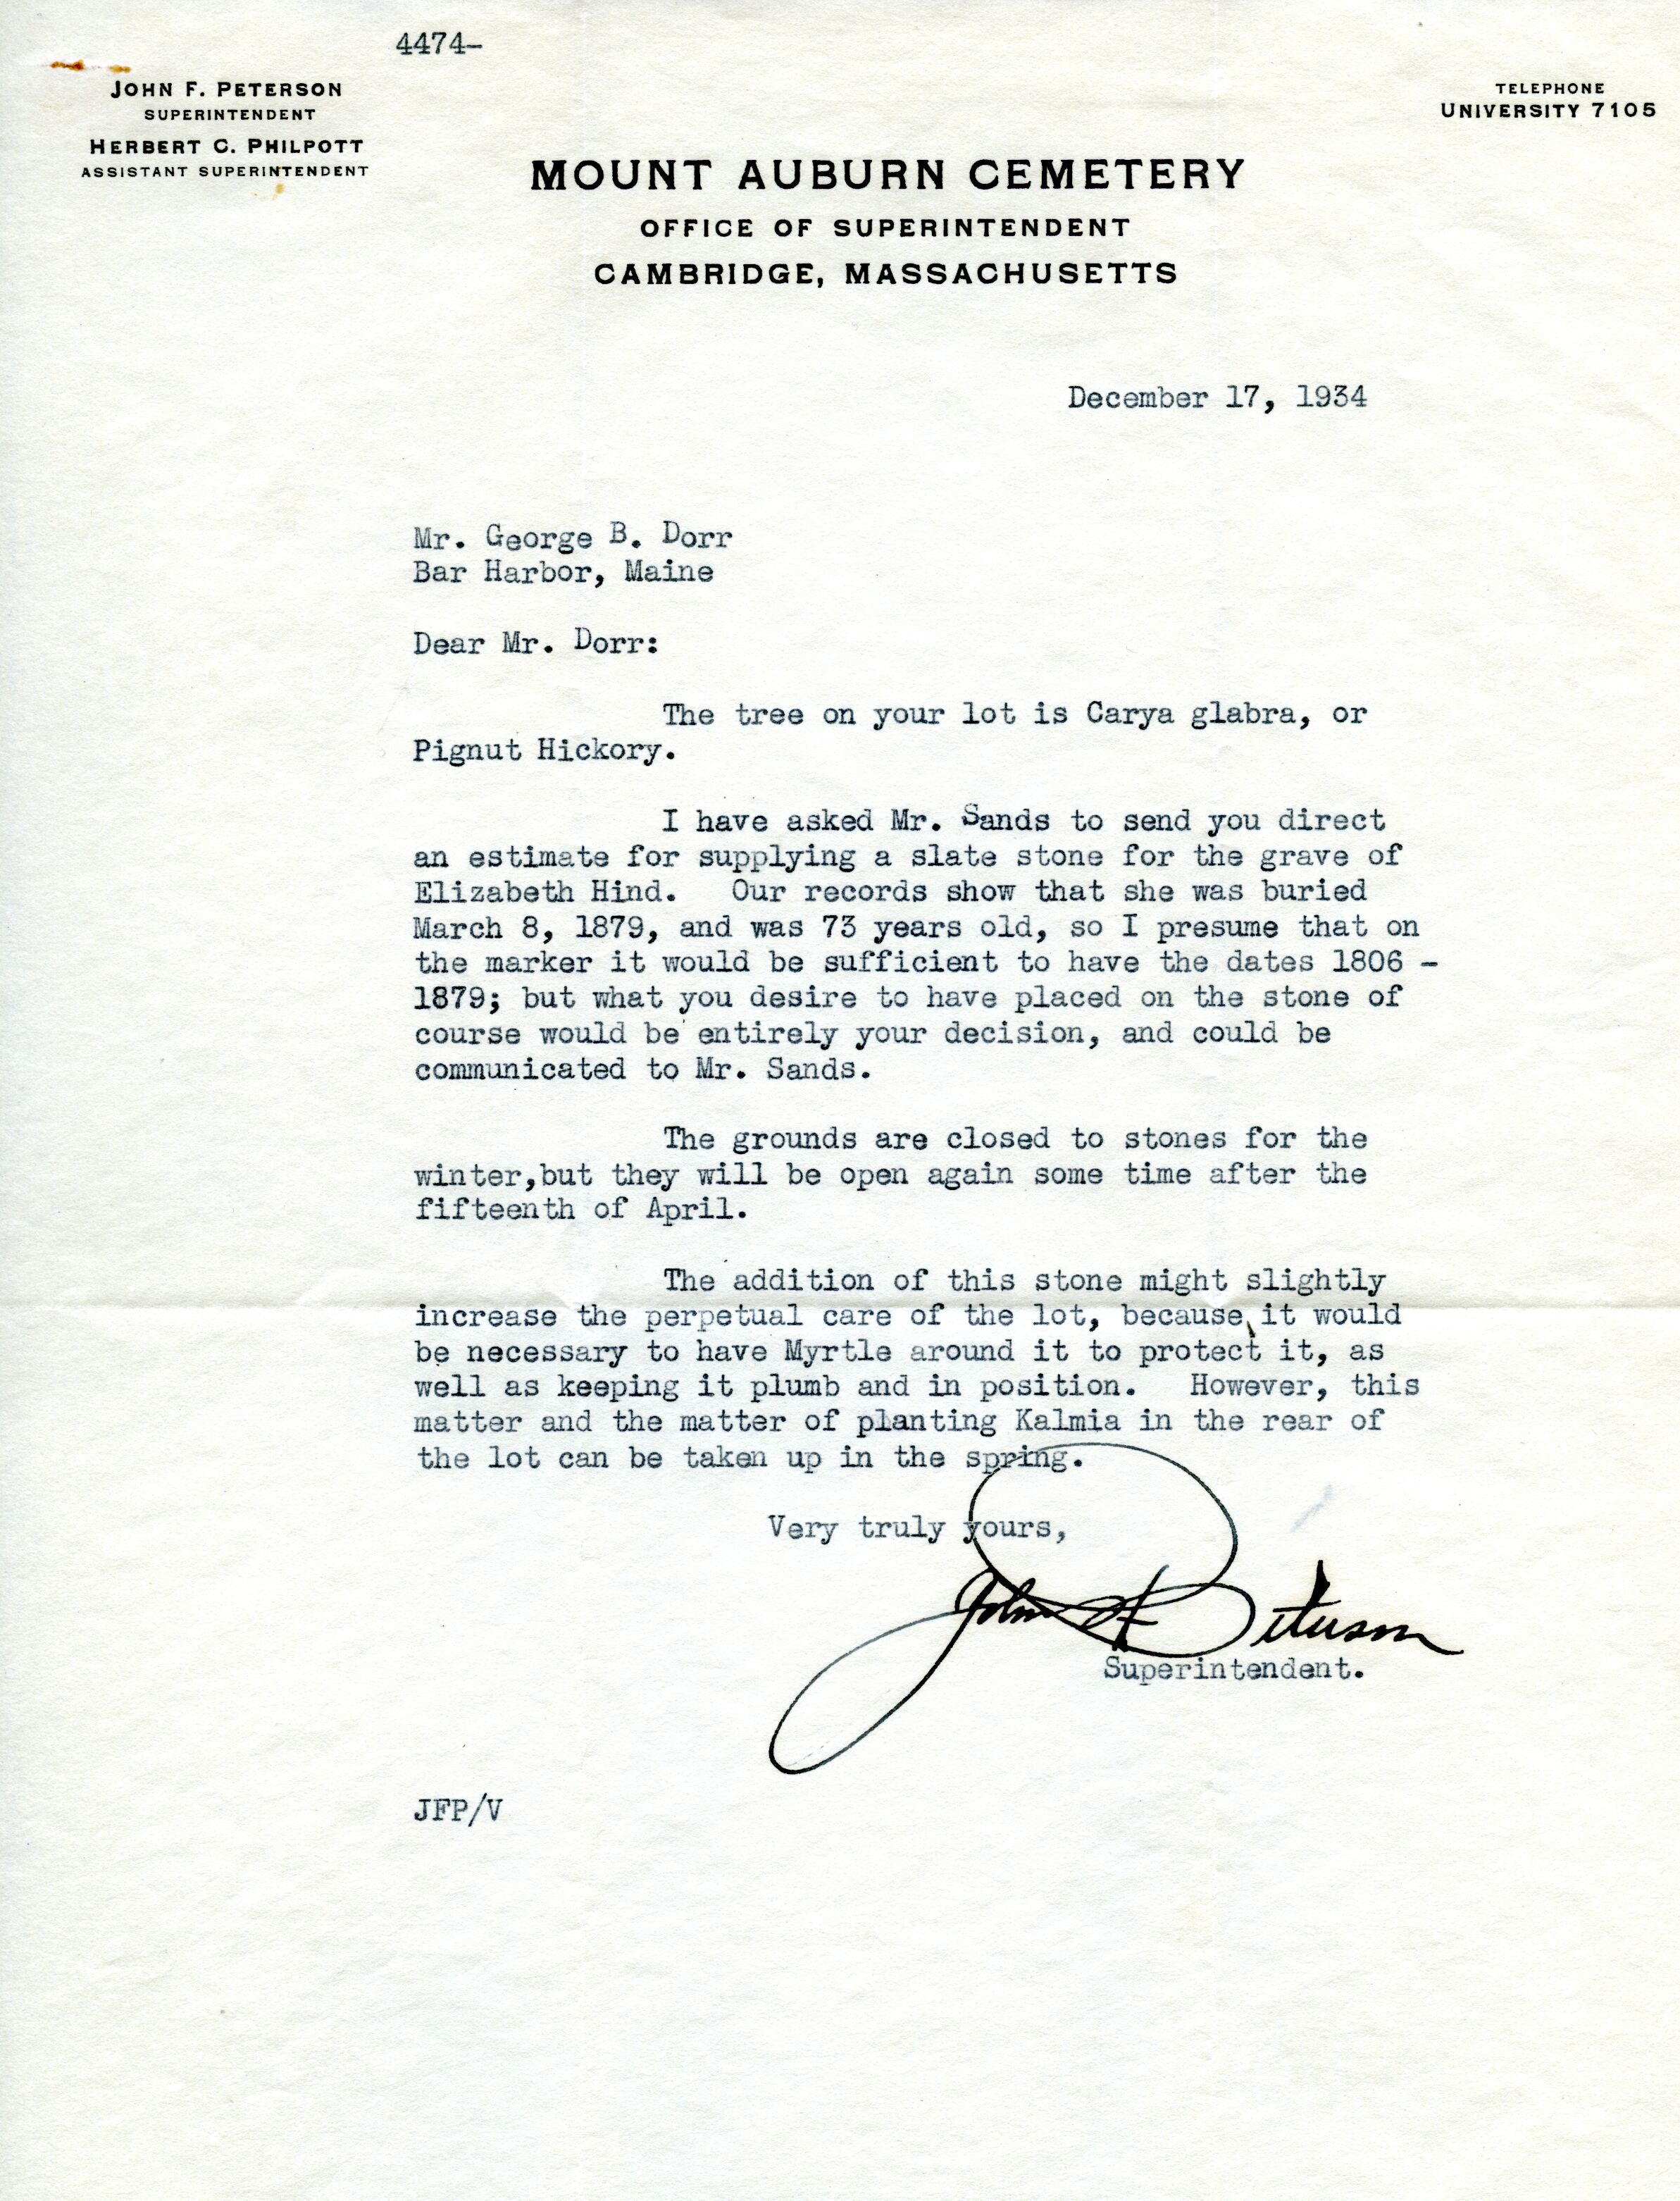 4474-
JOHN F. PETERSON
SUPERINTENDENT
HERBERT C. PHILPOTT
ASSISTANT SUPERINTENDENT
TELEPHONE
UNIVERSITY 7105
MOUNT AUBURN CEMETERY
OFFICE OF SUPERINTENDENT
CAMBRIDGE, MASSACHUSETTS
December 17, 1934
Mr. George B. Dorr
Bar Harbor, Maine
Dear Mr. Dorr:
The tree on your lot is Carya glabra, or
Pignut Hickory.
I have asked Mr. Sands to send you direct
an estimate for supplying a slate stone for the grave of
Elizabeth Hind. Our records show that she was buried
March 8, 1879, and was 73 years old, so I presume that on
the marker it would be sufficient to have the dates 1806 -
1879; but what you desire to have placed on the stone of
course would be entirely your decision, and could be
communicated to Mr. Sands.
The grounds are closed to stones for the
winter,but they will be open again some time after the
fifteenth of April.
The addition of this stone might slightly
increase the perpetual care of the lot, because it would
be necessary to have Myrtle around it to protect it, as
well as keeping it plumb and in position. However, this
matter and the matter of planting Kalmia in the rear of
the lot can be taken up in the spring.
Very truly yours,
John F. Peterson
Superintendent.
JFP/V